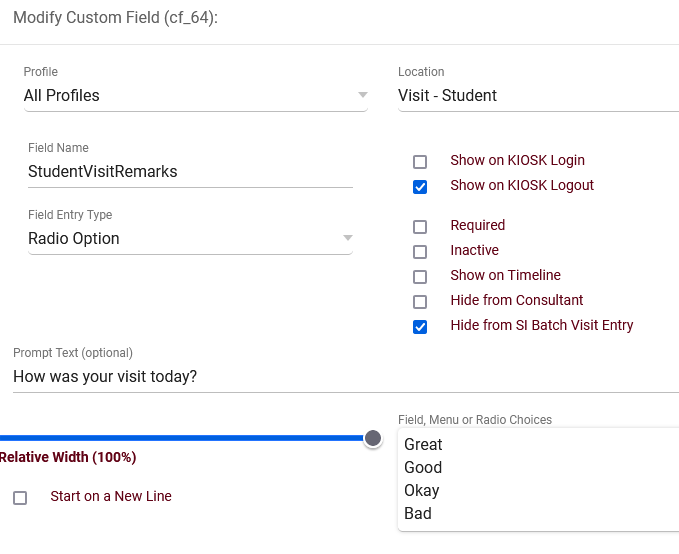 Modify Custom Field (cf_64):
Profile
All Profiles
Location
Visit - Student
Field Name
StudentVisitRemarks
Show on KIOSK Login
Show on KIOSK Logout
Field Entry Type
Radio Option
Required
Inactive
Show on Timeline
Hide from Consultant
Hide from SI Batch Visit Entry
Prompt Text (optional)
How was your visit today?
Relative Width (100%)
Start on a New Line
Field, Menu or Radio Choices
Great
Good
Okay
Bad